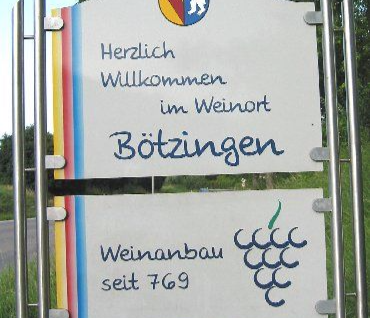 Herzlich
Willkommen
im Weinort
Bötzingen
Weinanbau
seit 769